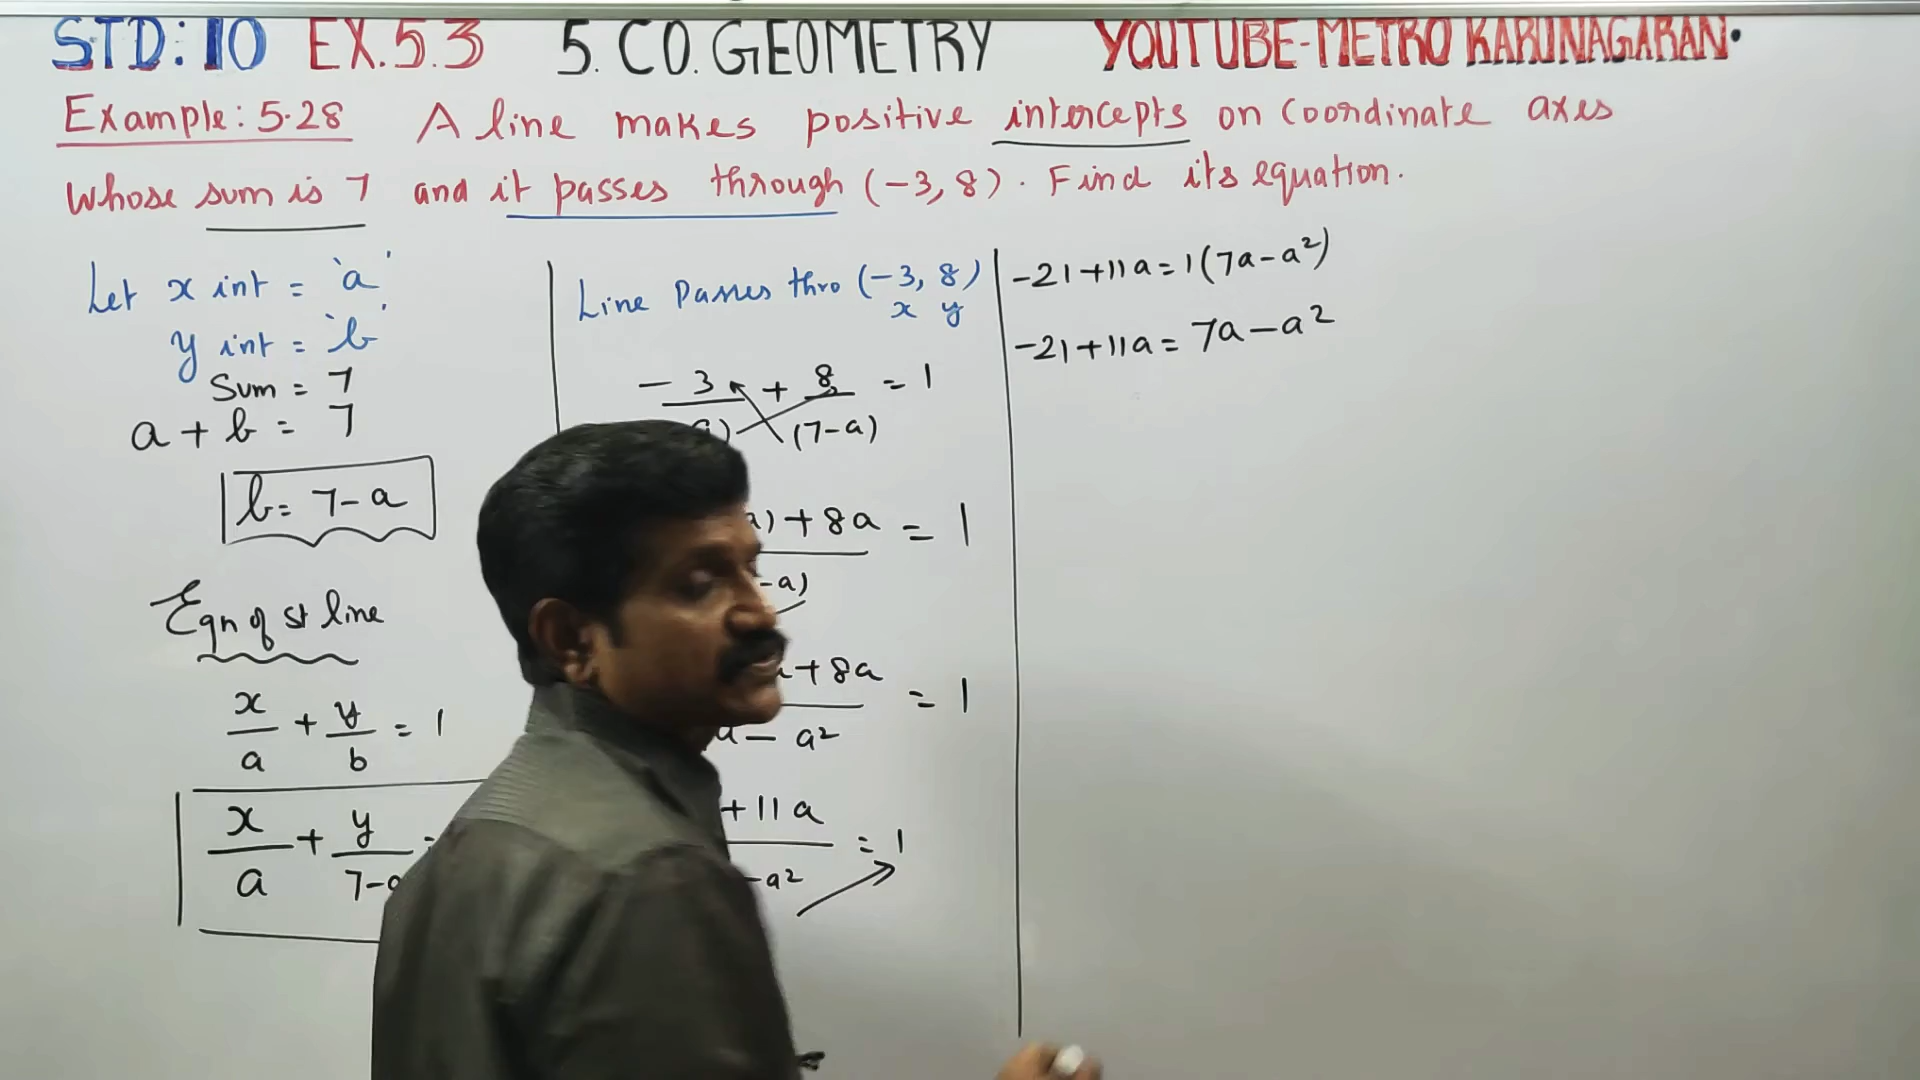 STD: 10 EX.5.3 5. CO. GEOMETRY YOUTUBE-METRO KARUNAGARAN.
Example: 5.28 A line makes positive intercepts on Coordinate axes
whose sum is 7 and it passes through (-3, 8). Find its equation.
Let x int = 'a'
y int = 'b'
Sum = 7
a + b = 7
b = 7 - a
Eqn of st line
x/a + y/b = 1
x/a + y/7-a
Line Passes thro (-3, 8)
x y
-3/a) + 8/(7-a) = 1
a) + 8a / -a) = 1
+ 8a / a - a² = 1
+ 11a / -a² = 1
-21 + 11a = 1(7a - a²)
-21 + 11a = 7a - a²